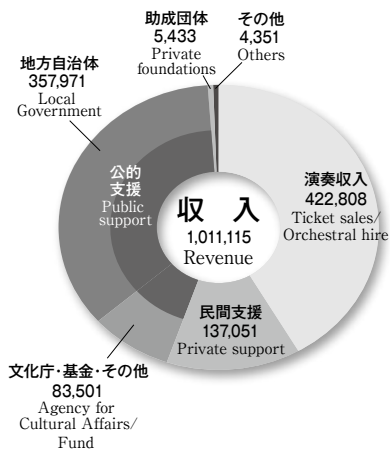 助成団体
5,433
Private
foundations
その他
4,351
Others
地方自治体
357,971
Local
Government
公的
支援
Public
support
収 入
1,011,115
Revenue
演奏収入
422,808
Ticket sales/
Orchestral hire
民間支援
137,051
Private support
文化庁・基金・その他
83,501
Agency for
Cultural Affairs/
Fund